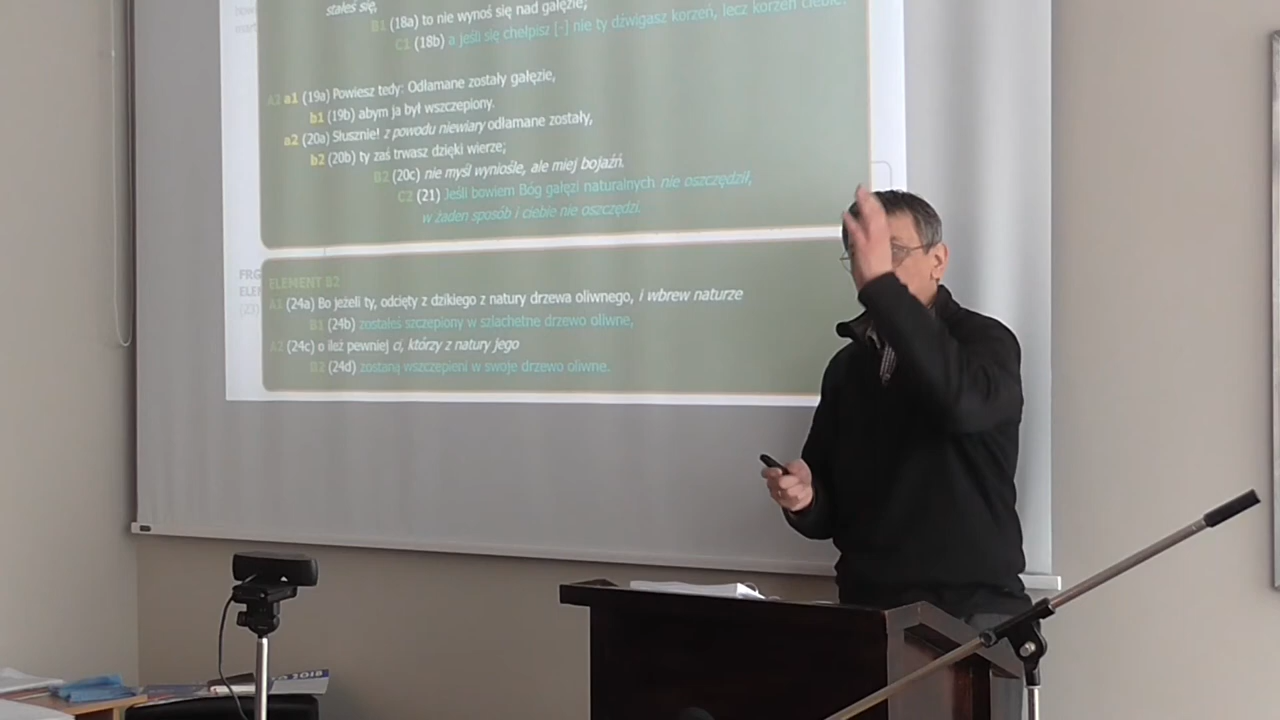 stałeś się,
B1 (18a) to nie wynoś się nad gałęzie;
C1 (18b) a jeśli się chełpisz [-] nie ty dźwigasz korzeń, lecz korzeń ciebie.
A2 a1 (19a) Powiesz tedy: Odłamane zostały gałęzie,
b1 (19b) abym ja był wszczepiony.
a2 (20a) Słusznie! z powodu niewiary odłamane zostały,
b2 (20b) ty zaś trwasz dzięki wierze;
B2 (20c) nie myśl wyniośle, ale miej bojaźń.
C2 (21) Jeśli bowiem Bóg gałęzi naturalnych nie oszczędził,
w żaden sposób i ciebie nie oszczędzi.
FRG
ELEM
(23)
ELEMENT B2
A1 (24a) Bo jeżeli ty, odcięty z dzikiego z natury drzewa oliwnego, i wbrew naturze
B1 (24b) zostałeś szczepiony w szlachetne drzewo oliwne,
A2 (24c) o ileż pewniej ci, którzy z natury jego
B2 (24d) zostaną wszczepieni w swoje drzewo oliwne.
2018